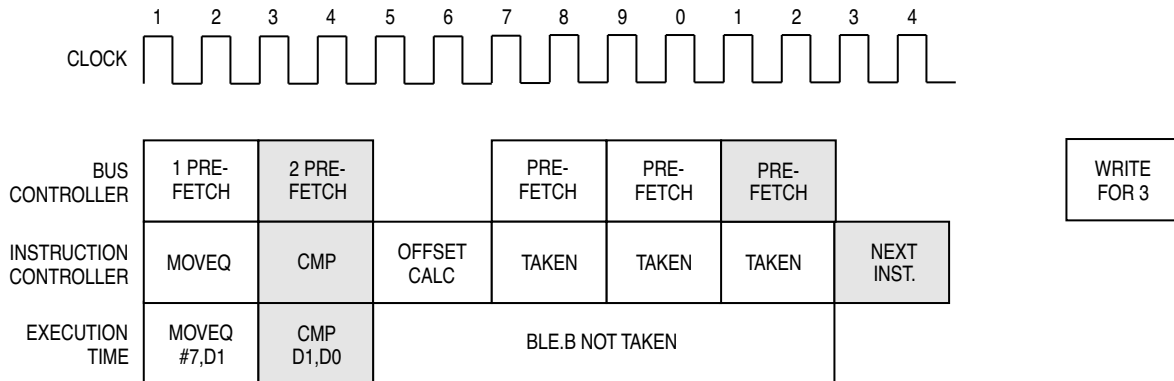 1 2 3 4 5 6 7 8 9 0 1 2 3 4
CLOCK
BUS
CONTROLLER
1 PRE-
FETCH
2 PRE-
FETCH
PRE-
FETCH
PRE-
FETCH
PRE-
FETCH
WRITE
FOR 3
INSTRUCTION
CONTROLLER
MOVEQ
CMP
OFFSET
CALC
TAKEN
TAKEN
TAKEN
NEXT
INST.
EXECUTION
TIME
MOVEQ
#7,D1
CMP
D1,D0
BLE.B NOT TAKEN